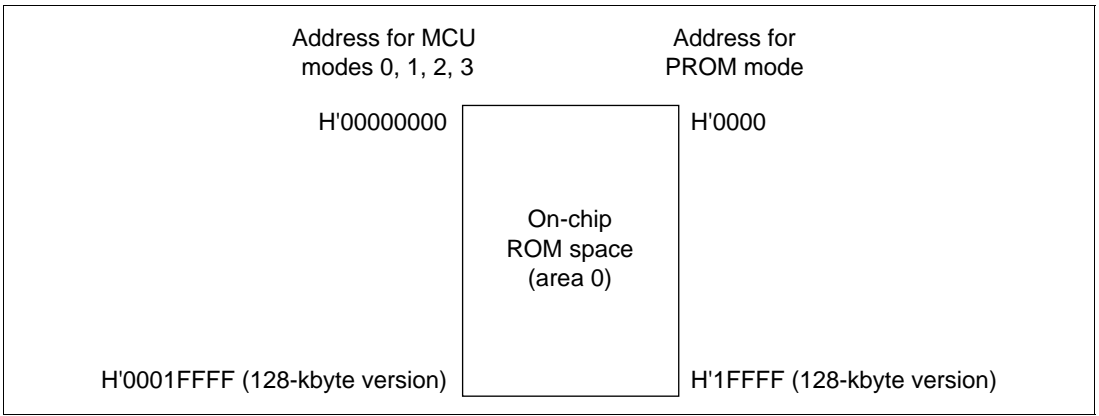 Address for MCU
modes 0, 1, 2, 3
Address for
PROM mode
H'00000000
H'0000
On-chip
ROM space
(area 0)
H'0001FFFF (128-kbyte version)
H'1FFFF (128-kbyte version)